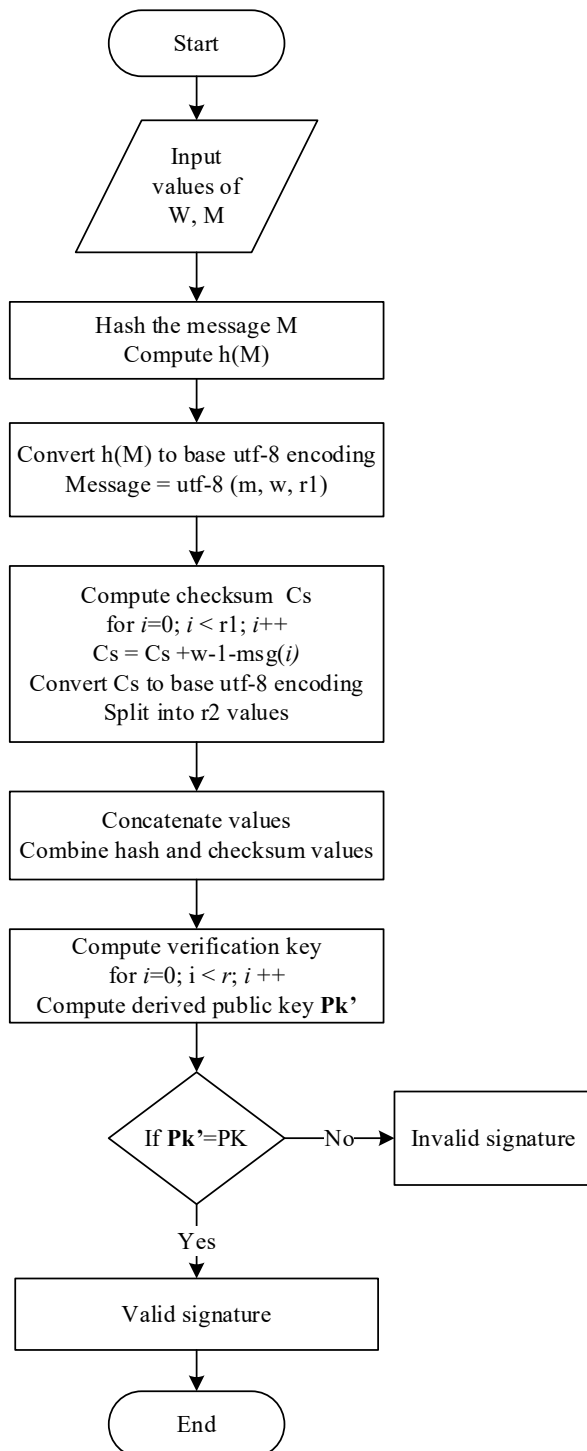 Start
Input
values of
W, M
Hash the message M
Compute h(M)
Convert h(M) to base utf-8 encoding
Message = utf-8 (m, w, r1)
Compute checksum  Cs
for i=0; i < r1; i++
Cs = Cs +w-1-msg(i)
Convert Cs to base utf-8 encoding
Split into r2 values
Concatenate values
Combine hash and checksum values
Compute verification key
for i=0; i < r; i ++
Compute derived public key Pk’
If Pk’=PK
No
Invalid signature
Yes
Valid signature
End